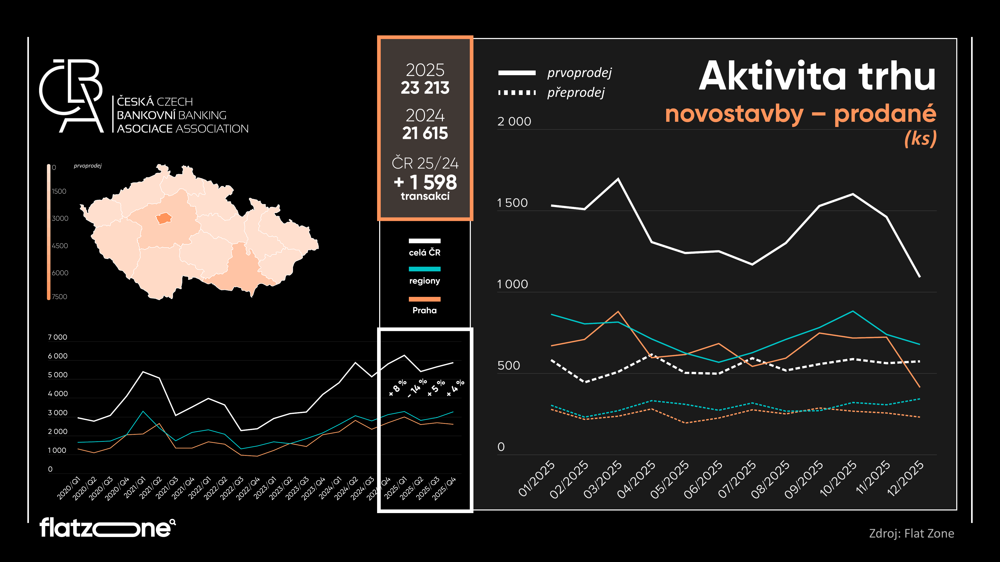 ČBA
ČESKÁ CZECH
BANKOVNÍ BANKING
ASOCIACE ASSOCIATION
prvoprodej
0
1500
3000
4500
6000
7500
7 000
6 000
5 000
4 000
3 000
2 000
1 000
0
+ 8 %
- 14 %
+ 5 %
+ 4 %
2020/Q1
2020/Q2
2020/Q3
2020/Q4
2021/Q1
2021/Q2
2021/Q3
2021/Q4
2022/Q1
2022/Q2
2022/Q3
2022/Q4
2023/Q1
2023/Q2
2023/Q3
2023/Q4
2024/Q1
2024/Q2
2024/Q3
2025/Q1
2025/Q2
2025/Q3
2025/Q4
2025
23 213
2024
21 615
ČR 25/24
+ 1 598
transakcí
celá ČR
regiony
Praha
prvoprodej
přeprodej
Aktivita trhu
novostavby – prodané
(ks)
2 000
1 500
1 000
500
0
01/2025
02/2025
03/2025
04/2025
05/2025
06/2025
07/2025
08/2025
09/2025
10/2025
11/2025
12/2025
flatzone
Zdroj: Flat Zone